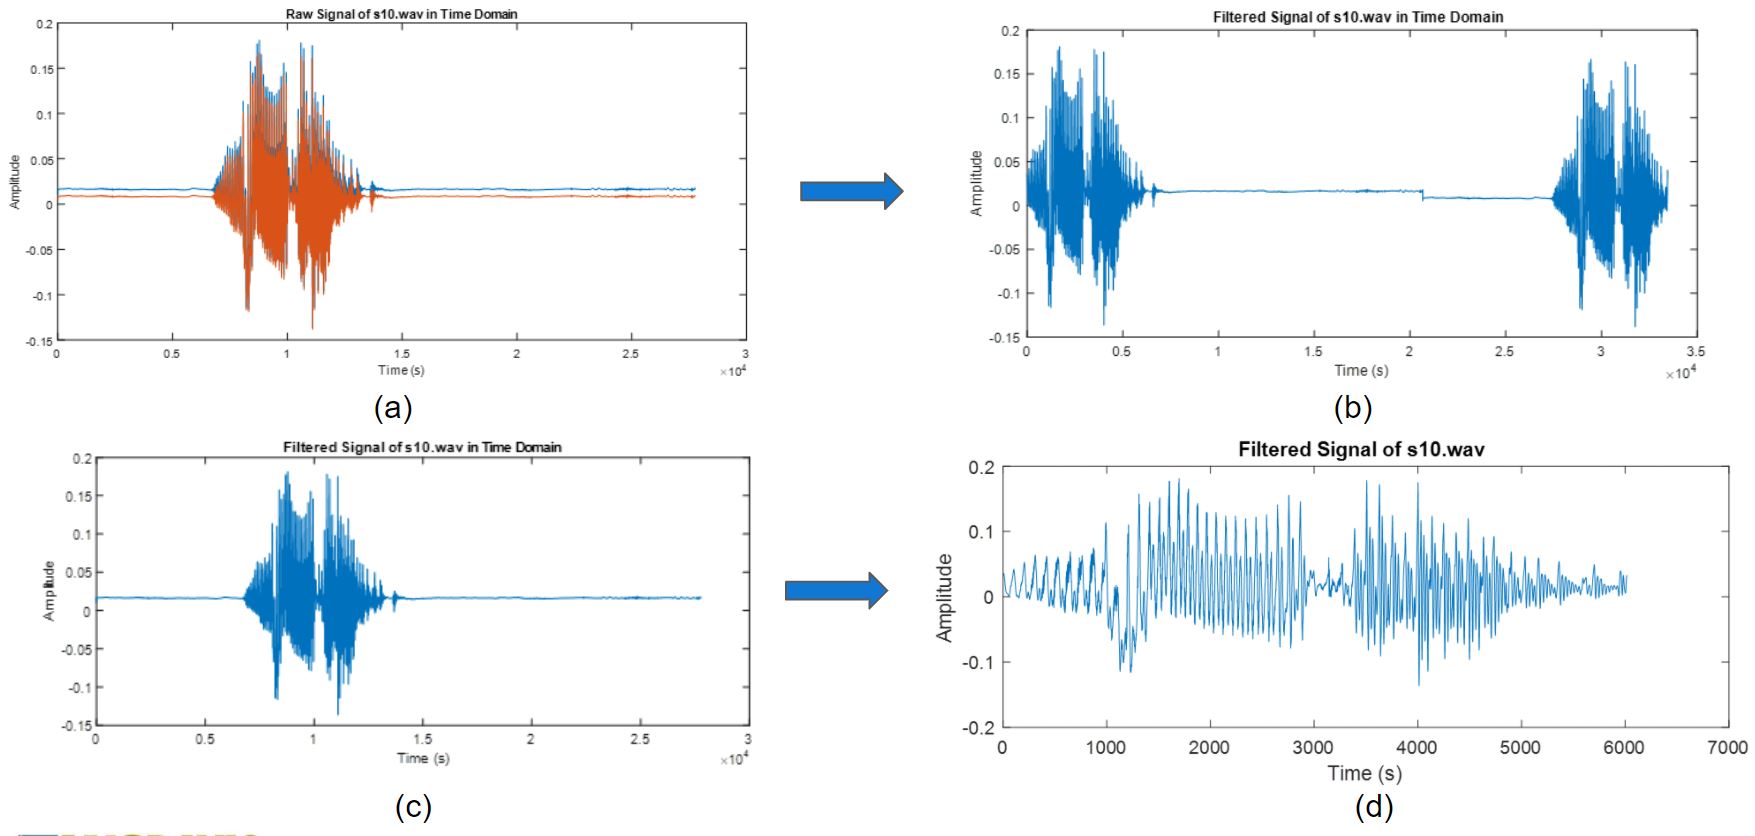 Raw Signal of s10.wav in Time Domain
0.2
0.15
0.1
0.05
0
-0.05
-0.1
-0.15
Amplitude
0 0.5 1 1.5 2 2.5 3
Time (s)
×10⁴
(a)
Filtered Signal of s10.wav in Time Domain
0.2
0.15
0.1
0.05
0
-0.05
-0.1
-0.15
Amplitude
0 0.5 1 1.5 2 2.5 3 3.5
Time (s)
×10⁴
(b)
Filtered Signal of s10.wav in Time Domain
0.2
0.15
0.1
0.05
0
-0.05
-0.1
-0.15
Amplitude
0 0.5 1 1.5 2 2.5 3
Time (s)
×10⁴
(c)
Filtered Signal of s10.wav
0.2
0.1
0
-0.1
-0.2
Amplitude
0 1000 2000 3000 4000 5000 6000 7000
Time (s)
(d)